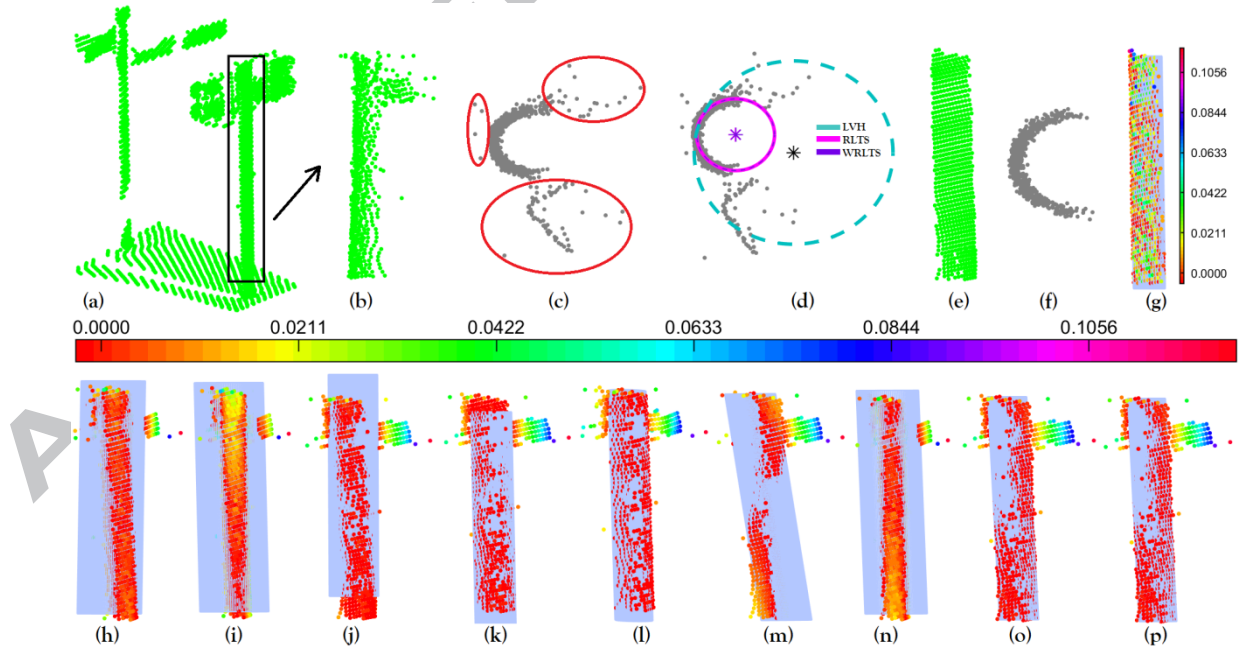 LVH
RLTS
WRLTS
0.1056
0.0844
0.0633
0.0422
0.0211
0.0000
(a)
(b)
(c)
(d)
(e)
(f)
(g)
0.0000 0.0211 0.0422 0.0633 0.0844 0.1056
A
(h)
(i)
(j)
(k)
(l)
(m)
(n)
(o)
(p)